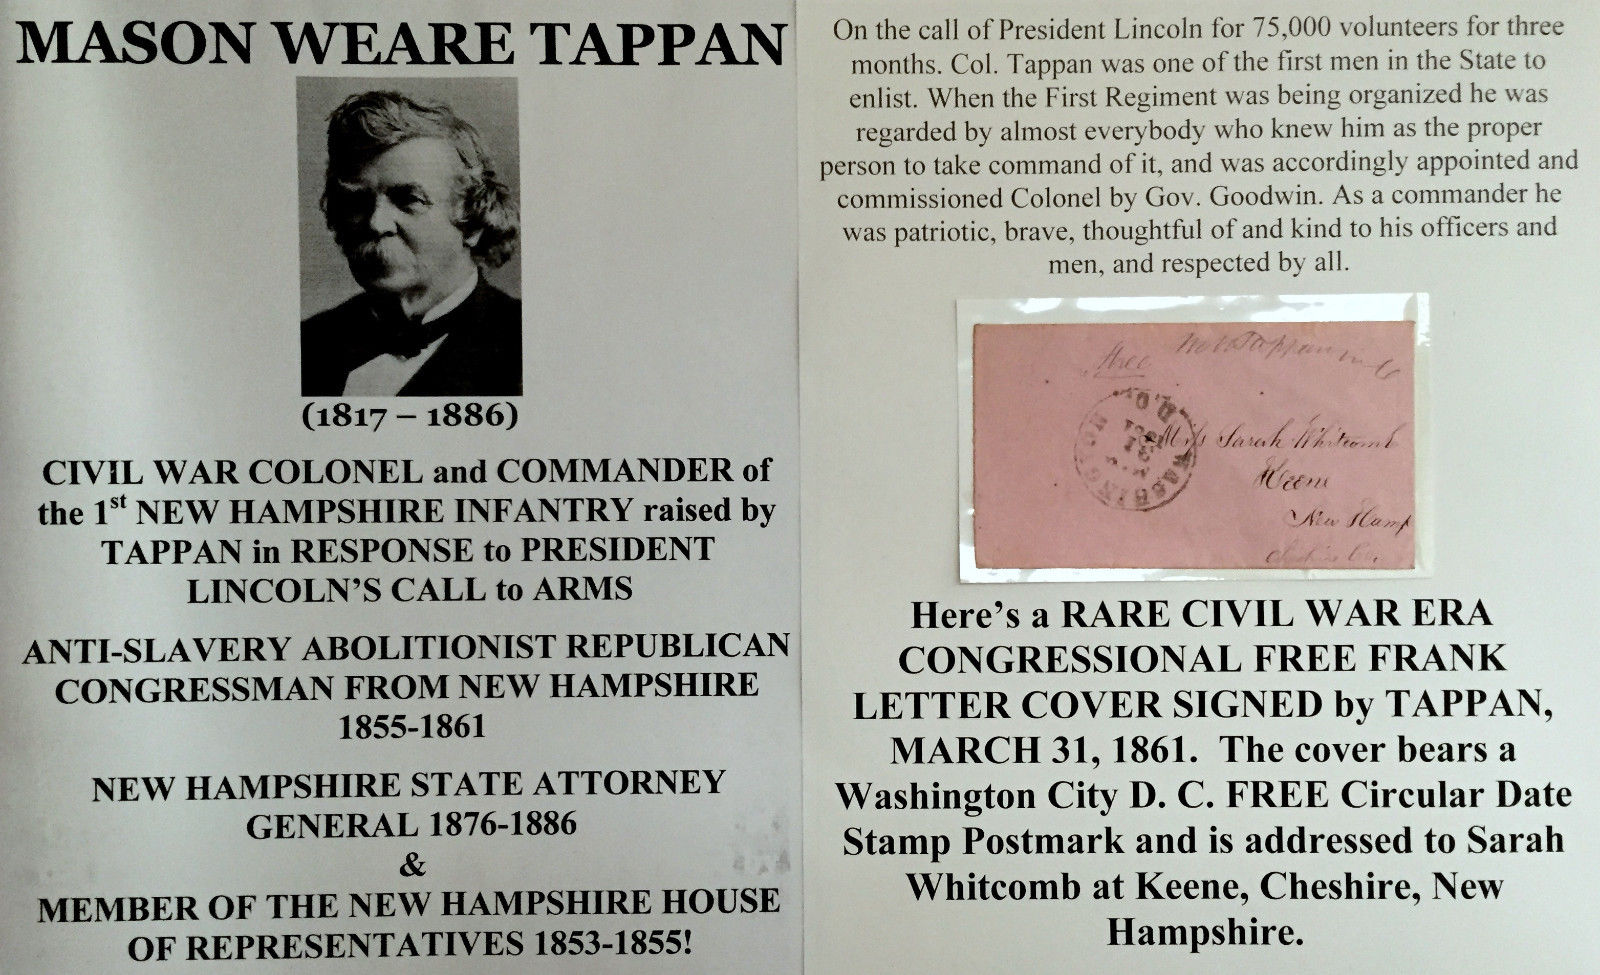 MASON WEARE TAPPAN
(1817 – 1886)
CIVIL WAR COLONEL and COMMANDER of
the 1st NEW HAMPSHIRE INFANTRY raised by
TAPPAN in RESPONSE to PRESIDENT
LINCOLN'S CALL to ARMS
ANTI-SLAVERY ABOLITIONIST REPUBLICAN
CONGRESSMAN FROM NEW HAMPSHIRE
1855-1861
NEW HAMPSHIRE STATE ATTORNEY
GENERAL 1876-1886
&
MEMBER OF THE NEW HAMPSHIRE HOUSE
OF REPRESENTATIVES 1853-1855!
On the call of President Lincoln for 75,000 volunteers for three
months. Col. Tappan was one of the first men in the State to
enlist. When the First Regiment was being organized he was
regarded by almost everybody who knew him as the proper
person to take command of it, and was accordingly appointed and
commissioned Colonel by Gov. Goodwin. As a commander he
was patriotic, brave, thoughtful of and kind to his officers and
men, and respected by all.
free
Tappan
WASHINGTON D.C.
Miss Sarah Whitcomb
Keene
New Hamp
Here's a RARE CIVIL WAR ERA
CONGRESSIONAL FREE FRANK
LETTER COVER SIGNED by TAPPAN,
MARCH 31, 1861. The cover bears a
Washington City D. C. FREE Circular Date
Stamp Postmark and is addressed to Sarah
Whitcomb at Keene, Cheshire, New
Hampshire.